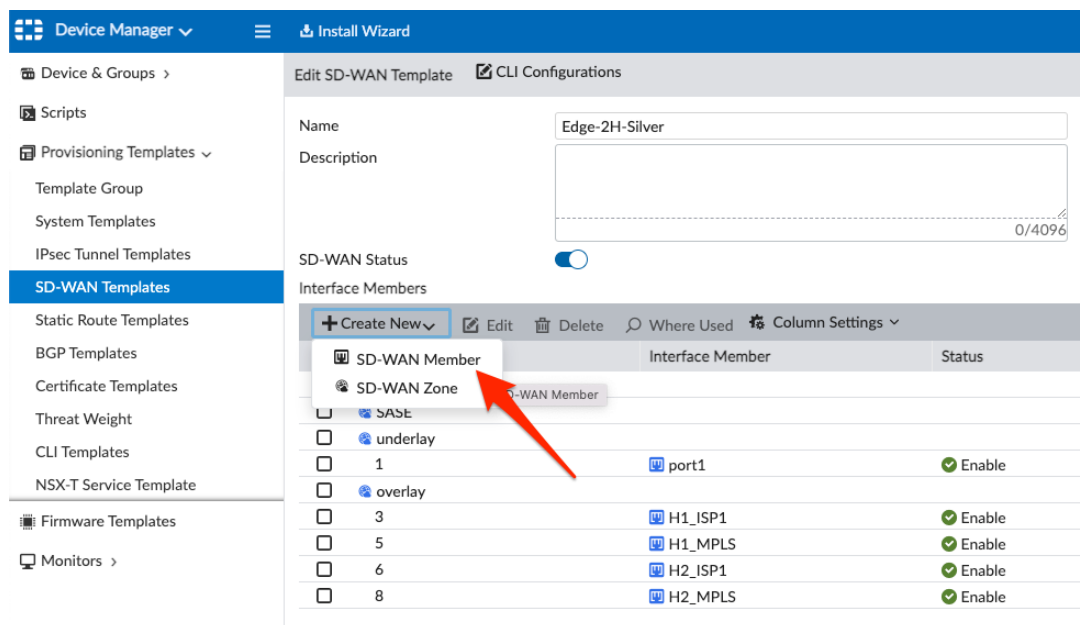 Device Manager
Install Wizard
Device & Groups
Scripts
Provisioning Templates
Template Group
System Templates
IPsec Tunnel Templates
SD-WAN Templates
Static Route Templates
BGP Templates
Certificate Templates
Threat Weight
CLI Templates
NSX-T Service Template
Firmware Templates
Monitors
Edit SD-WAN Template CLI Configurations
Name Edge-2H-Silver
Description
0/4096
SD-WAN Status
Interface Members
Create New Edit Delete Where Used Column Settings
Interface Member Status
SD-WAN Member
SD-WAN Zone
D-WAN Member
SASE
underlay
1 port1 Enable
overlay
3 H1_ISP1 Enable
5 H1_MPLS Enable
6 H2_ISP1 Enable
8 H2_MPLS Enable